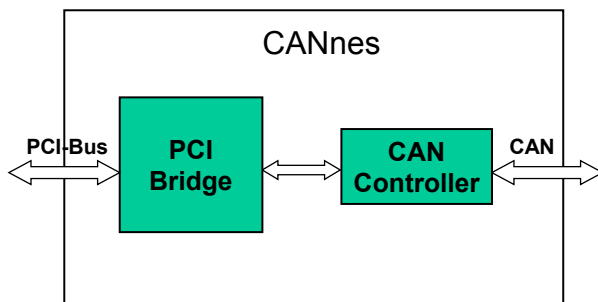 CANnes
PCI-Bus
PCI
Bridge
CAN
Controller
CAN